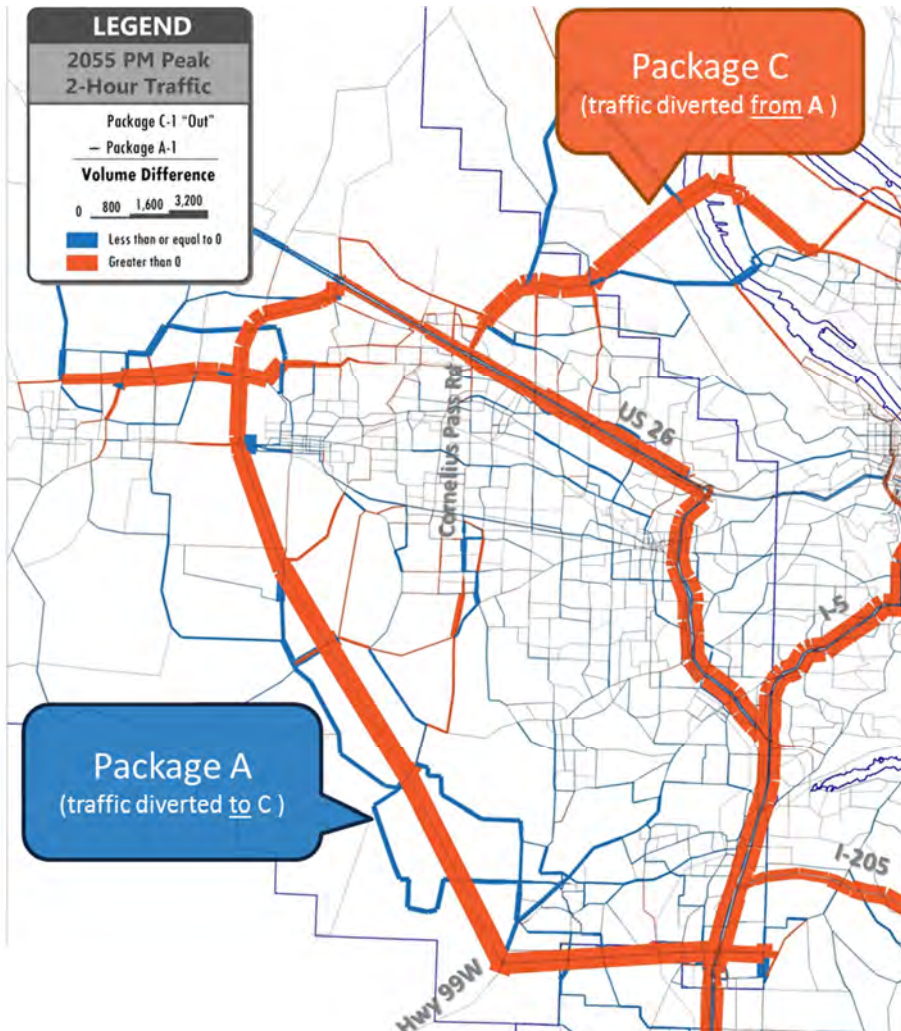 LEGEND
2055 PM Peak
2-Hour Traffic
Package C-1 "Out"
– Package A-1
Volume Difference
0 800 1,600 3,200
Less than or equal to 0
Greater than 0
Package C
(traffic diverted from A )
Cornelius Pass Rd
US 26
I-5
Package A
(traffic diverted to C )
I-205
Hwy 99W